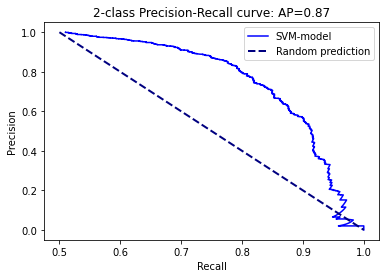 2-class Precision-Recall curve: AP=0.87
SVM-model
Random prediction
Precision
1.0
0.8
0.6
0.4
0.2
0.0
0.5 0.6 0.7 0.8 0.9 1.0
Recall